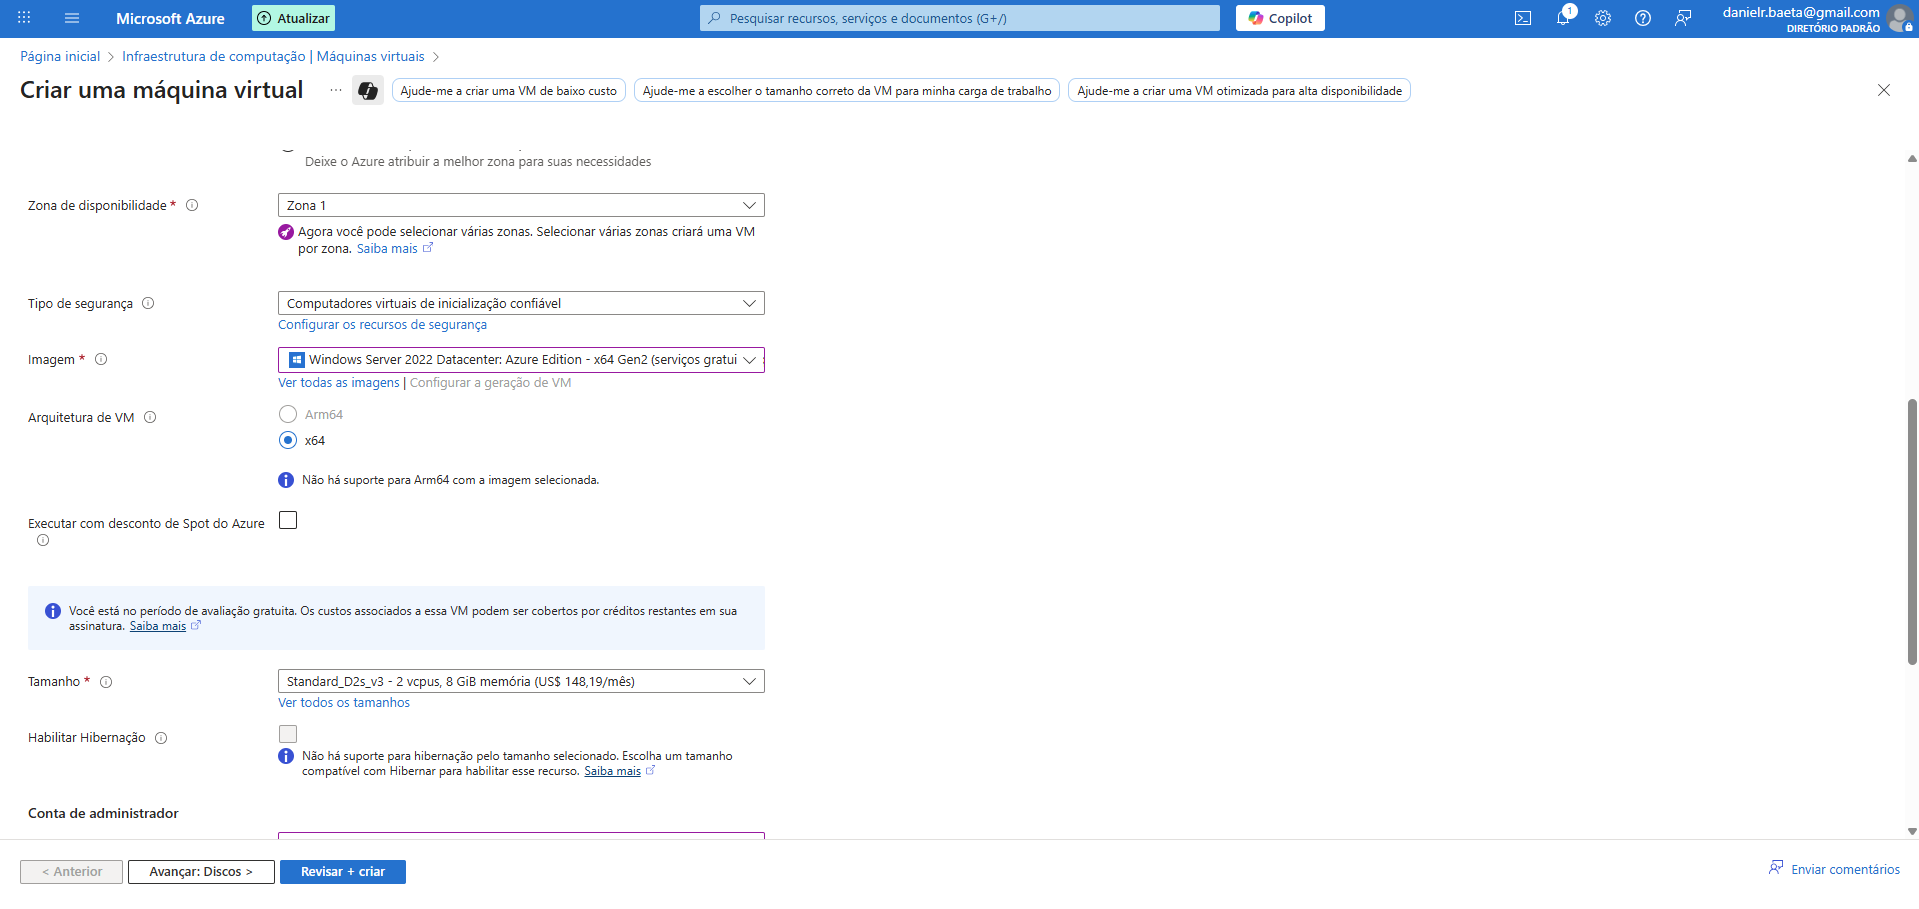 Microsoft Azure
Atualizar
Pesquisar recursos, serviços e documentos (G+/)
Copilot
1
danielr.baeta@gmail.com
DIRETÓRIO PADRÃO
Página inicial > Infraestrutura de computação | Máquinas virtuais >
Criar uma máquina virtual
...
Ajude-me a criar uma VM de baixo custo
Ajude-me a escolher o tamanho correto da VM para minha carga de trabalho
Ajude-me a criar uma VM otimizada para alta disponibilidade
Deixe o Azure atribuir a melhor zona para suas necessidades
Zona de disponibilidade *
Zona 1
Agora você pode selecionar várias zonas. Selecionar várias zonas criará uma VM
por zona. Saiba mais
Tipo de segurança
Computadores virtuais de inicialização confiável
Configurar os recursos de segurança
Imagem *
Windows Server 2022 Datacenter: Azure Edition - x64 Gen2 (serviços gratui
Ver todas as imagens | Configurar a geração de VM
Arquitetura de VM
Arm64
x64
Não há suporte para Arm64 com a imagem selecionada.
Executar com desconto de Spot do Azure
Você está no período de avaliação gratuita. Os custos associados a essa VM podem ser cobertos por créditos restantes em sua
assinatura. Saiba mais
Tamanho *
Standard_D2s_v3 - 2 vcpus, 8 GiB memória (US$ 148,19/mês)
Ver todos os tamanhos
Habilitar Hibernação
Não há suporte para hibernação pelo tamanho selecionado. Escolha um tamanho
compatível com Hibernar para habilitar esse recurso. Saiba mais
Conta de administrador
< Anterior
Avançar: Discos >
Revisar + criar
Enviar comentários